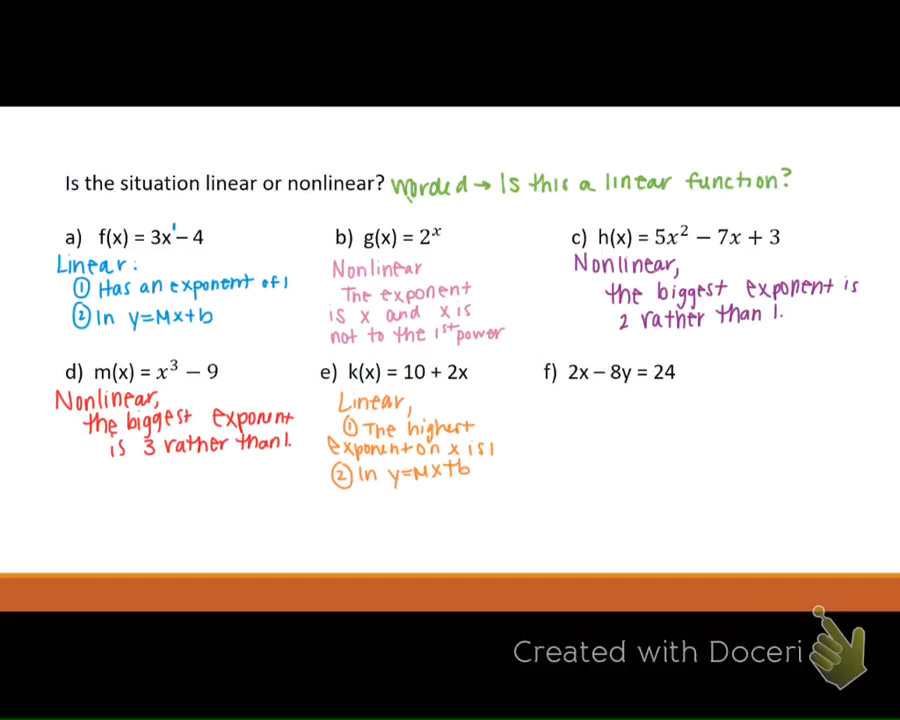 Is the situation linear or nonlinear? Worded → Is this a linear function?
a) f(x) = 3x¹ – 4
Linear:
① Has an exponent of 1
② In y=Mx+b
b) g(x) = 2ˣ
Nonlinear
The exponent
is x and x is
not to the 1st power
c) h(x) = 5x² − 7x + 3
Nonlinear,
the biggest exponent is
2 rather than 1.
d) m(x) = x³ − 9
Nonlinear,
the biggest exponent
is 3 rather than 1.
e) k(x) = 10 + 2x
Linear,
① The highest
exponent on x is 1
② In y=Mx+b
f) 2x – 8y = 24
Created with Doceri